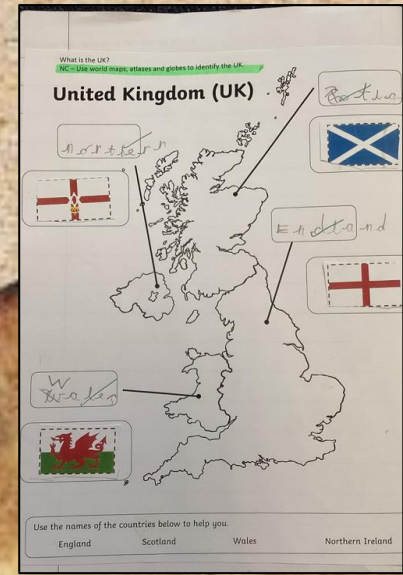 What is the UK?
NC – Use world maps, atlases and globes to identify the UK.
United Kingdom (UK)
northern
England
W
Wales
Use the names of the countries below to help you.
England Scotland Wales Northern Ireland